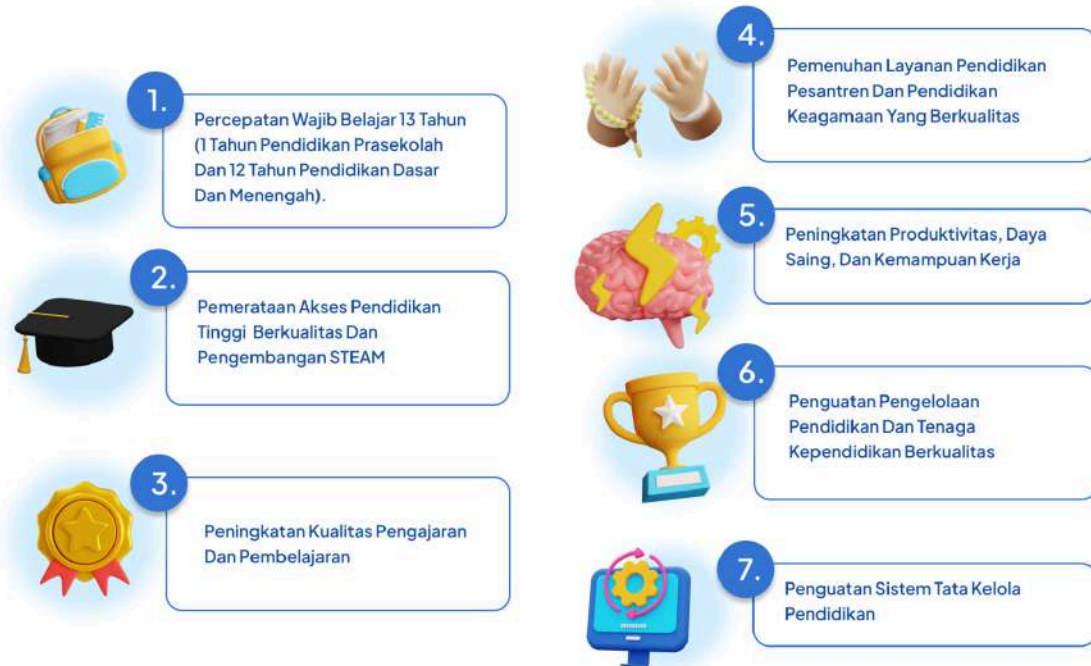 1.
Percepatan Wajib Belajar 13 Tahun
(1 Tahun Pendidikan Prasekolah
Dan 12 Tahun Pendidikan Dasar
Dan Menengah).
2.
Pemerataan Akses Pendidikan
Tinggi Berkualitas Dan
Pengembangan STEAM
3.
Peningkatan Kualitas Pengajaran
Dan Pembelajaran
4.
Pemenuhan Layanan Pendidikan
Pesantren Dan Pendidikan
Keagamaan Yang Berkualitas
5.
Peningkatan Produktivitas, Daya
Saing, Dan Kemampuan Kerja
6.
Penguatan Pengelolaan
Pendidikan Dan Tenaga
Kependidikan Berkualitas
7.
Penguatan Sistem Tata Kelola
Pendidikan